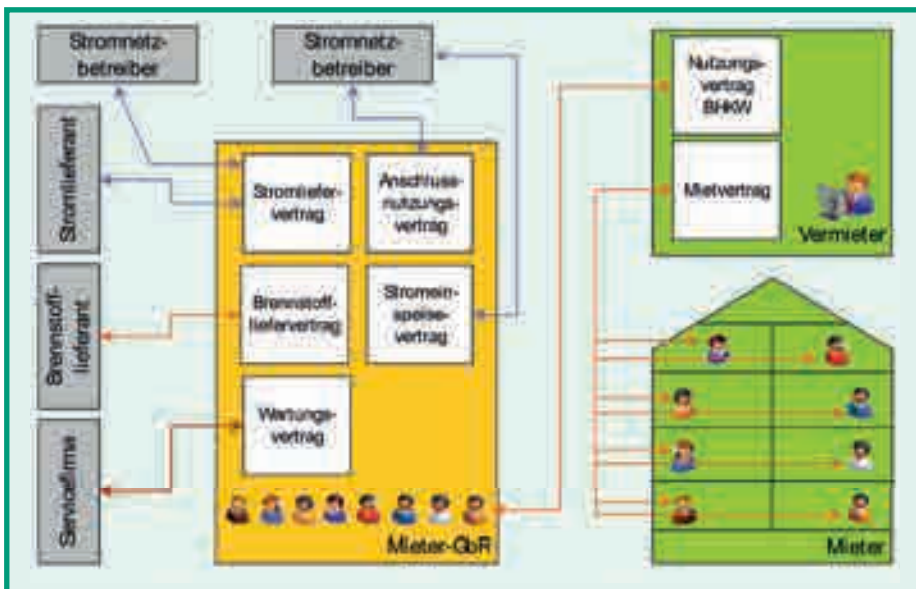 Stromnetz-
betreiber
Stromnetz-
betreiber
Stromlieferant
Brennstoff-
lieferant
Servicefirma
Stromliefer-
vertrag
Anschluss-
nutzungs-
vertrag
Brennstoff-
liefervertrag
Stromein-
speise-
vertrag
Wartungs-
vertrag
Mieter-GbR
Nutzungs-
vertrag
BHKW
Mietvertrag
Vermieter
Mieter